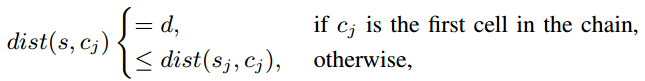 dist(s, c_j) { = d, if c_j is the first cell in the chain,
≤ dist(s_j, c_j), otherwise,